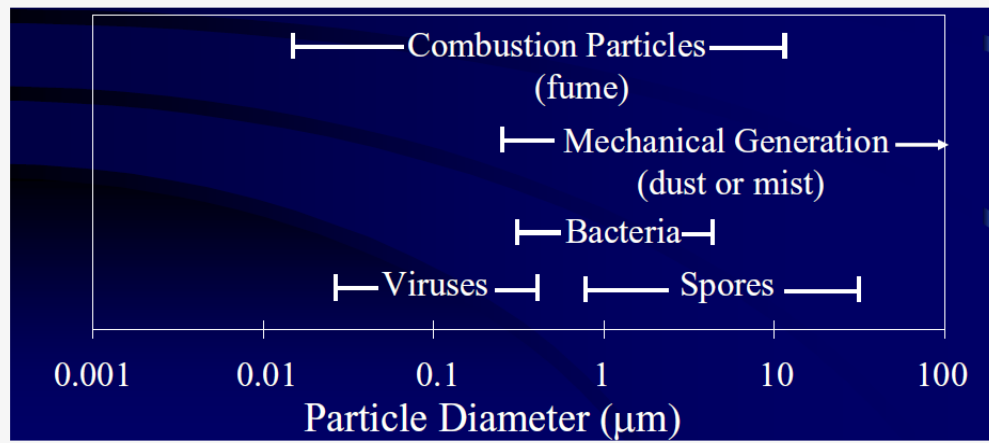 Combustion Particles
(fume)
Mechanical Generation
(dust or mist)
Bacteria
Viruses Spores
0.001 0.01 0.1 1 10 100
Particle Diameter (μm)